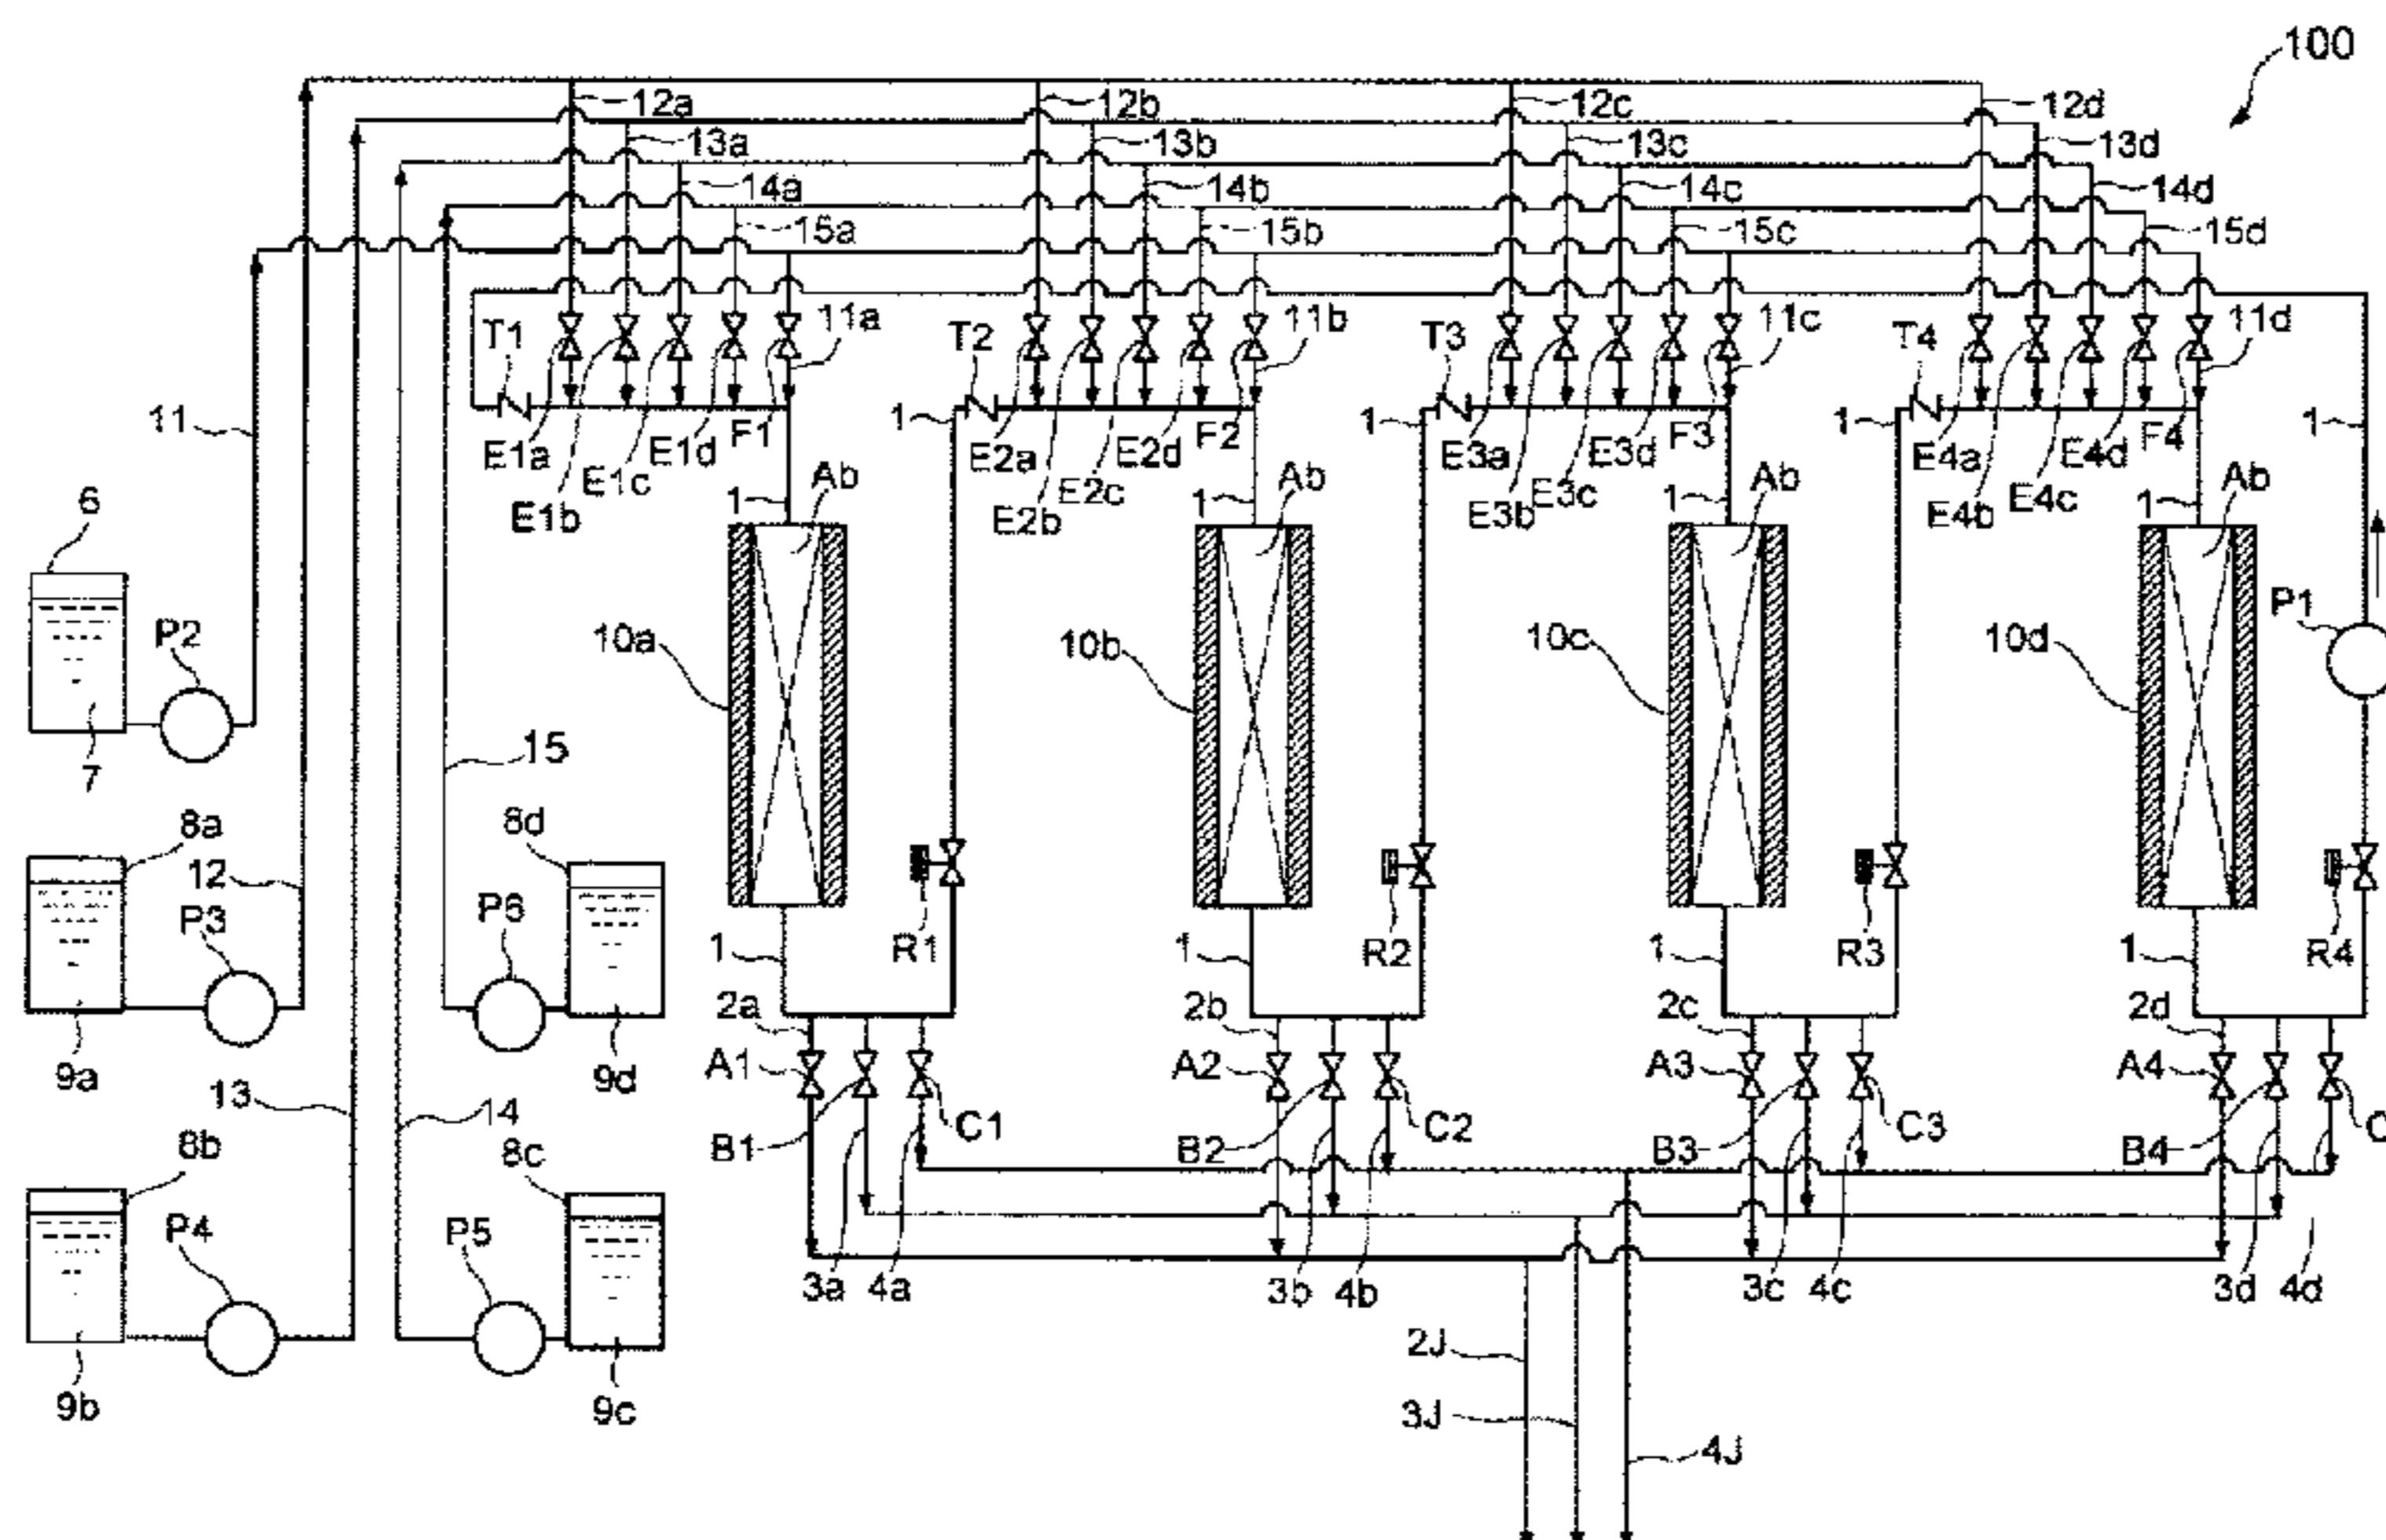 100
12a 12b 12c 12d
13a 13b 13c 13d
14a 14b 14c 14d
15a 15b 15c 15d
T1 11a T2 11b T3 11c T4 11d
11 1 1 1 1
E1a E1d F1 E2a E2d F2 E3a E3d F3 E4a E4d F4
E1b E1c E2b E2c E3b E3c E4b E4c
1 Ab 1 Ab 1 Ab 1 Ab
6
P2 10a 10b 10c 10d P1
7 15
8a 8d
12
P3 P6 R1 R2 R3 R4
1 1 1 1
2a 2b 2c 2d
9a 9d A1 A2 A3 A4
13 14 B1 C1 B2 C2 B3 C3 B4
8b 8c
P4 P5
3a 4a 3b 4b 3c 4c 3d 4d
2J
9b 9c 3J
4J